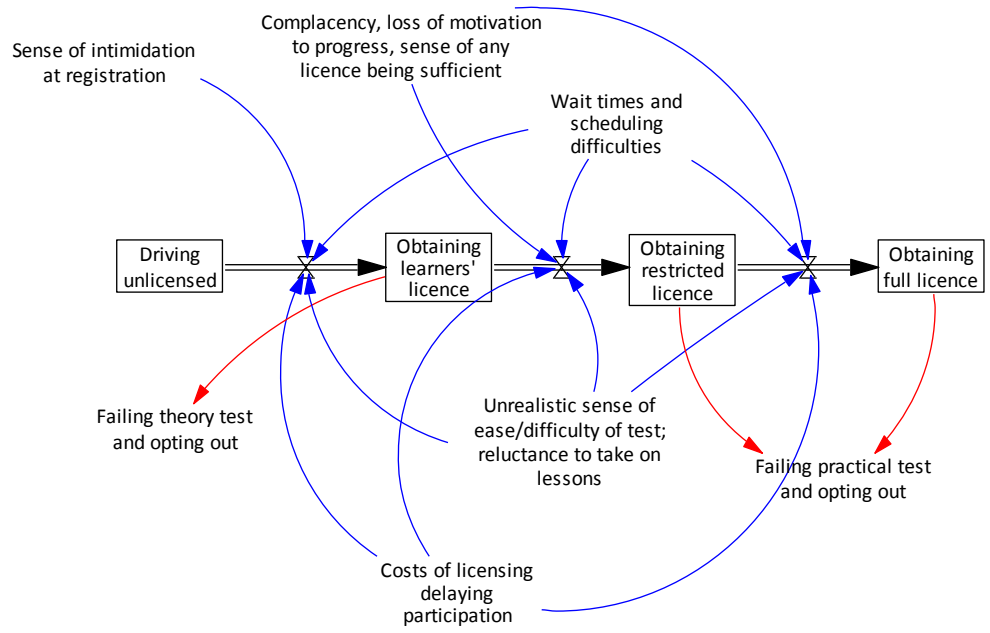 Complacency, loss of motivation
to progress, sense of any
licence being sufficient
Sense of intimidation
at registration
Wait times and
scheduling
difficulties
Driving
unlicensed
Obtaining
learners'
licence
Obtaining
restricted
licence
Obtaining
full licence
Failing theory test
and opting out
Unrealistic sense of
ease/difficulty of test;
reluctance to take on
lessons
Failing practical test
and opting out
Costs of licensing
delaying
participation